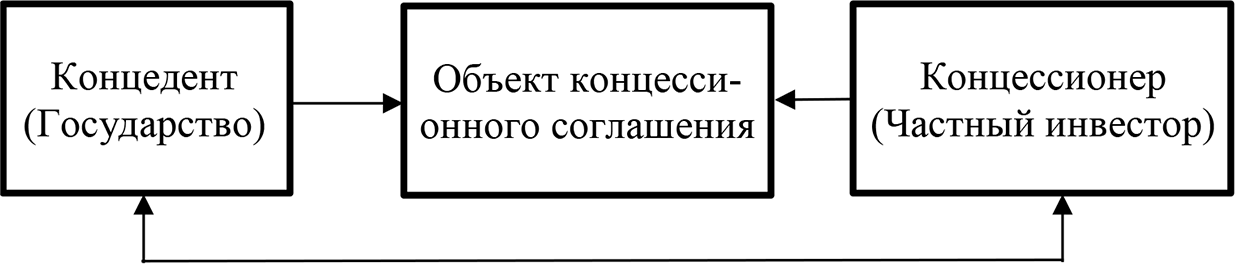 Концедент
(Государство)
Объект концесси-
онного соглашения
Концессионер
(Частный инвестор)